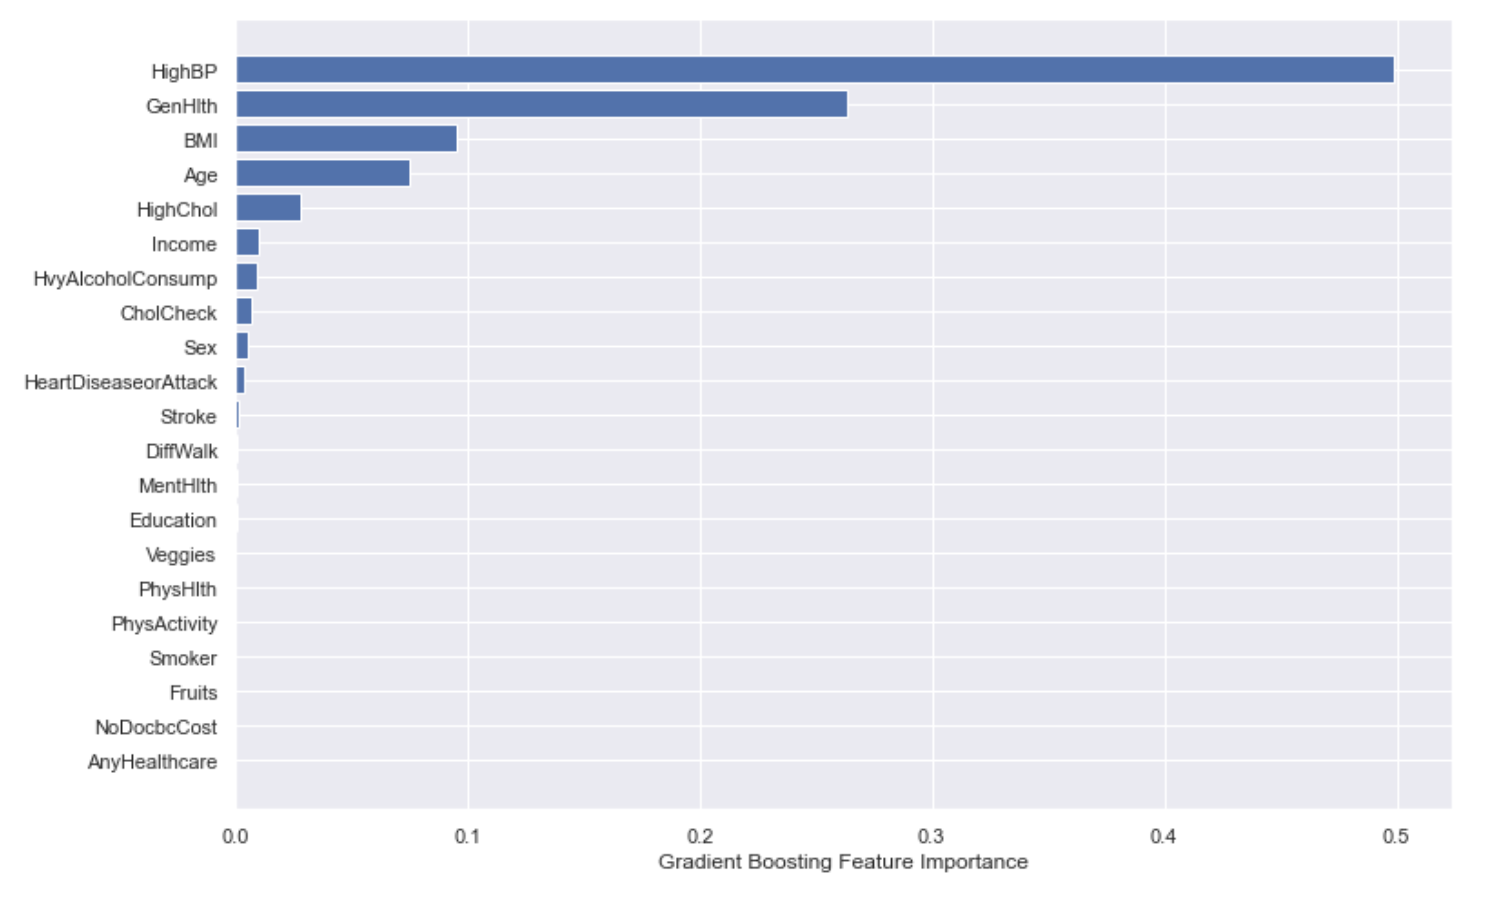 HighBP
GenHlth
BMI
Age
HighChol
Income
HvyAlcoholConsump
CholCheck
Sex
HeartDiseaseorAttack
Stroke
DiffWalk
MentHlth
Education
Veggies
PhysHlth
PhysActivity
Smoker
Fruits
NoDocbcCost
AnyHealthcare
0.0 0.1 0.2 0.3 0.4 0.5
Gradient Boosting Feature Importance